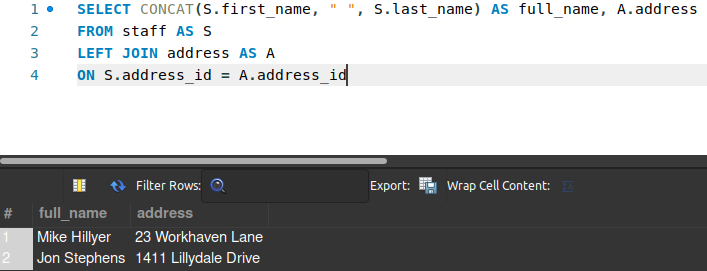 1 SELECT CONCAT(S.first_name, " ", S.last_name) AS full_name, A.address
2 FROM staff AS S
3 LEFT JOIN address AS A
4 ON S.address_id = A.address_id
Filter Rows: Export: Wrap Cell Content:
# full_name address
1 Mike Hillyer 23 Workhaven Lane
2 Jon Stephens 1411 Lillydale Drive